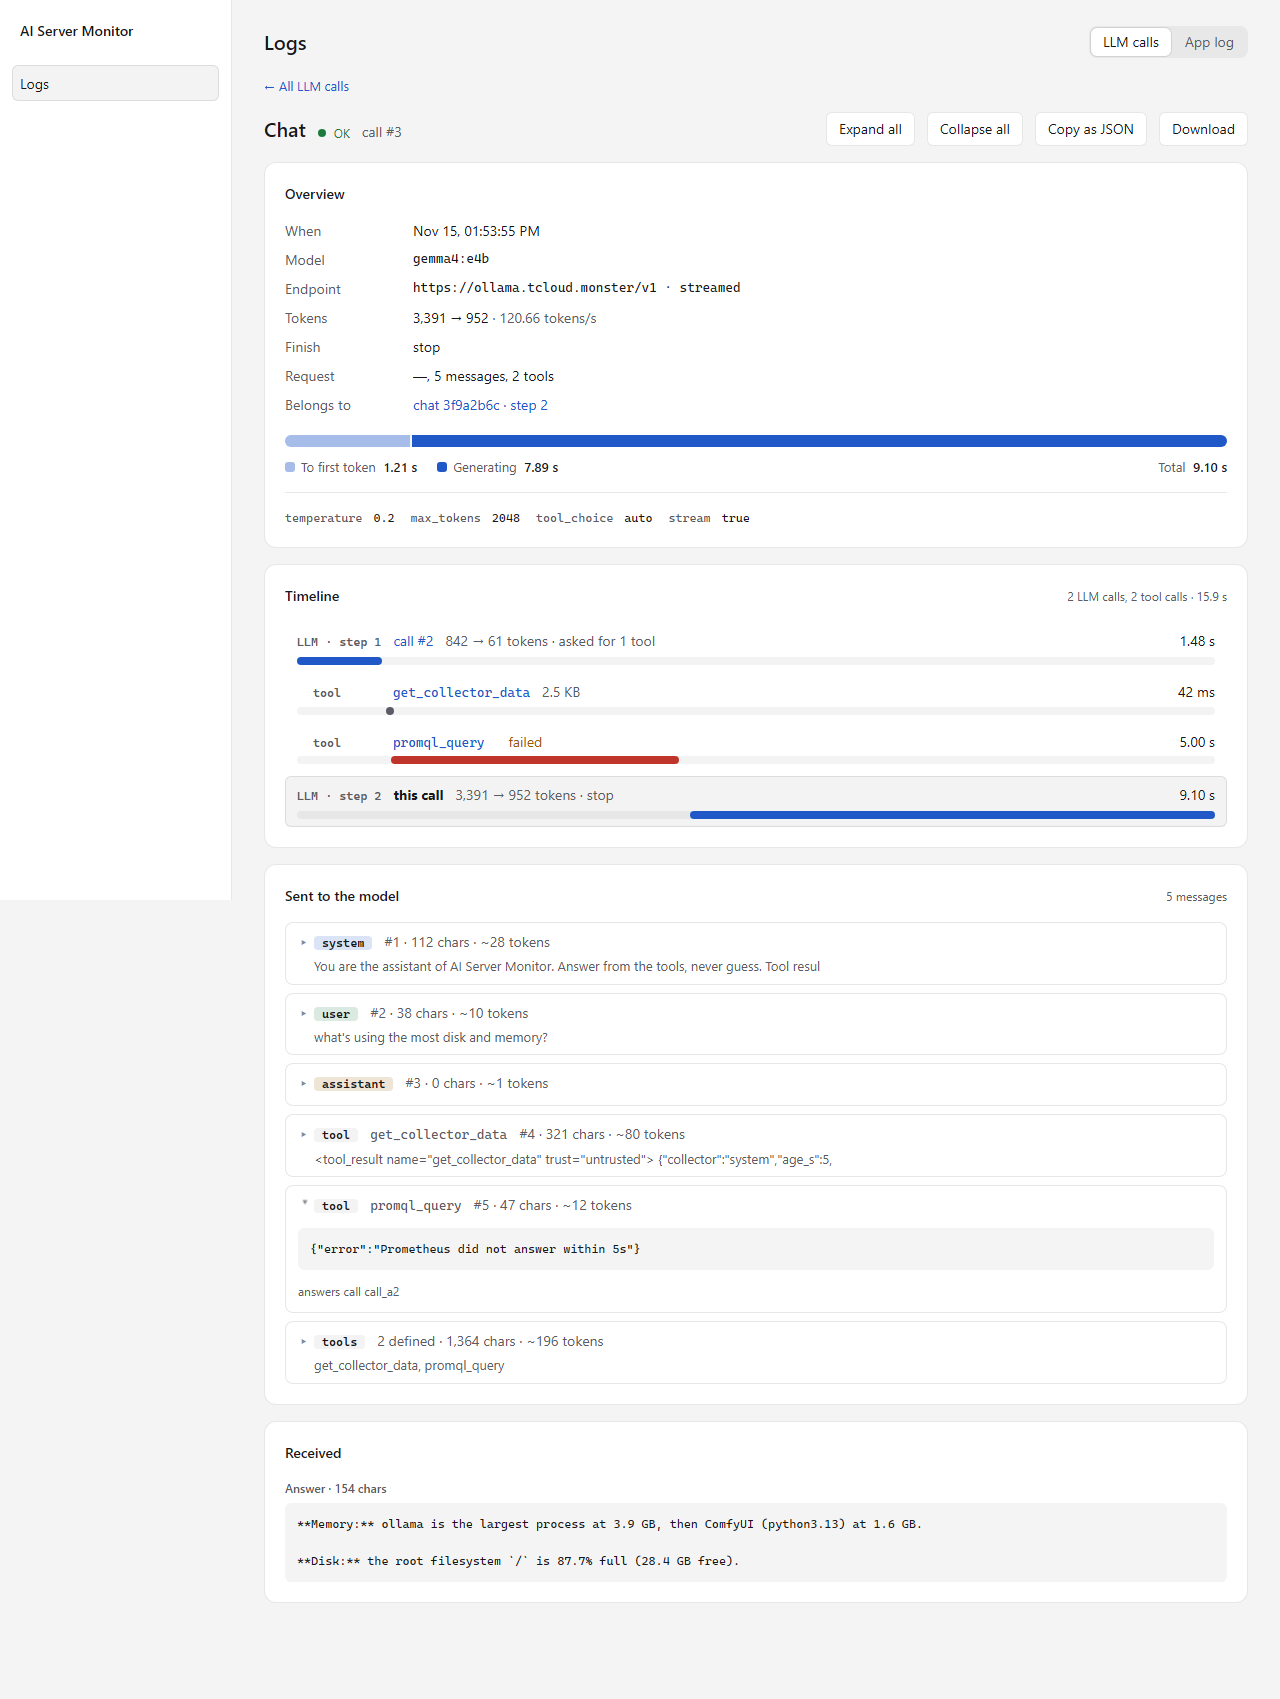 AI Server Monitor
Logs
Logs
LLM calls
App log
← All LLM calls
Chat
OK
call #3
Expand all
Collapse all
Copy as JSON
Download
Overview
When
Nov 15, 01:53:55 PM
Model
gemma4:e4b
Endpoint
https://ollama.tcloud.monster/v1 · streamed
Tokens
3,391 → 952 · 120.66 tokens/s
Finish
stop
Request
—, 5 messages, 2 tools
Belongs to
chat 3f9a2b6c · step 2
To first token 1.21 s
Generating 7.89 s
Total 9.10 s
temperature 0.2 max_tokens 2048 tool_choice auto stream true
Timeline
2 LLM calls, 2 tool calls · 15.9 s
LLM · step 1 call #2 842 → 61 tokens · asked for 1 tool 1.48 s
tool get_collector_data 2.5 KB 42 ms
tool promql_query failed 5.00 s
LLM · step 2 this call 3,391 → 952 tokens · stop 9.10 s
Sent to the model
5 messages
system #1 · 112 chars · ~28 tokens
You are the assistant of AI Server Monitor. Answer from the tools, never guess. Tool resul
user #2 · 38 chars · ~10 tokens
what's using the most disk and memory?
assistant #3 · 0 chars · ~1 tokens
tool get_collector_data #4 · 321 chars · ~80 tokens
<tool_result name="get_collector_data" trust="untrusted"> {"collector":"system","age_s":5,
tool promql_query #5 · 47 chars · ~12 tokens
{"error":"Prometheus did not answer within 5s"}
answers call call_a2
tools 2 defined · 1,364 chars · ~196 tokens
get_collector_data, promql_query
Received
Answer · 154 chars
**Memory:** ollama is the largest process at 3.9 GB, then ComfyUI (python3.13) at 1.6 GB.
**Disk:** the root filesystem `/` is 87.7% full (28.4 GB free).